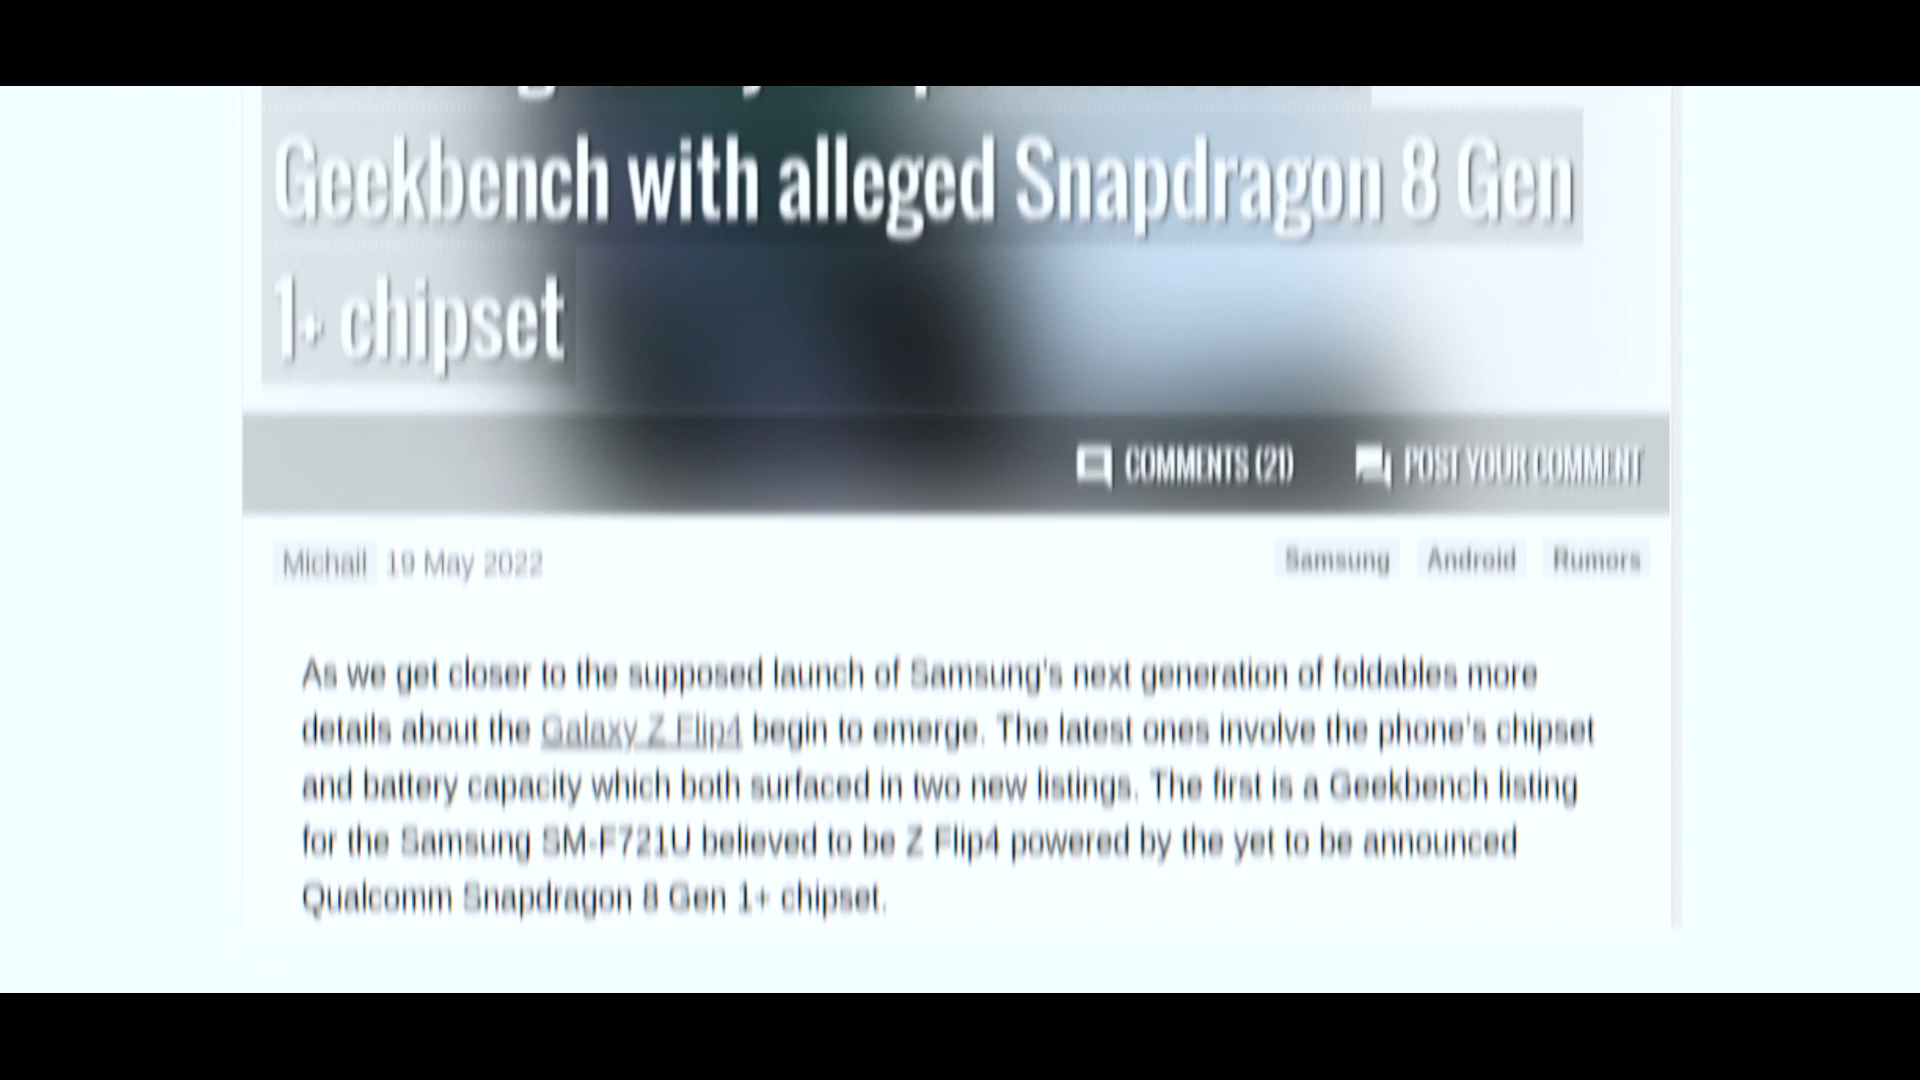 Geekbench with alleged Snapdragon 8 Gen
1+ chipset
COMMENTS (21) POST YOUR COMMENT
Michail 19 May 2022 Samsung Android Rumors
As we get closer to the supposed launch of Samsung's next generation of foldables more
details about the Galaxy Z Flip4 begin to emerge. The latest ones involve the phone's chipset
and battery capacity which both surfaced in two new listings. The first is a Geekbench listing
for the Samsung SM-F721U believed to be Z Flip4 powered by the yet to be announced
Qualcomm Snapdragon 8 Gen 1+ chipset.